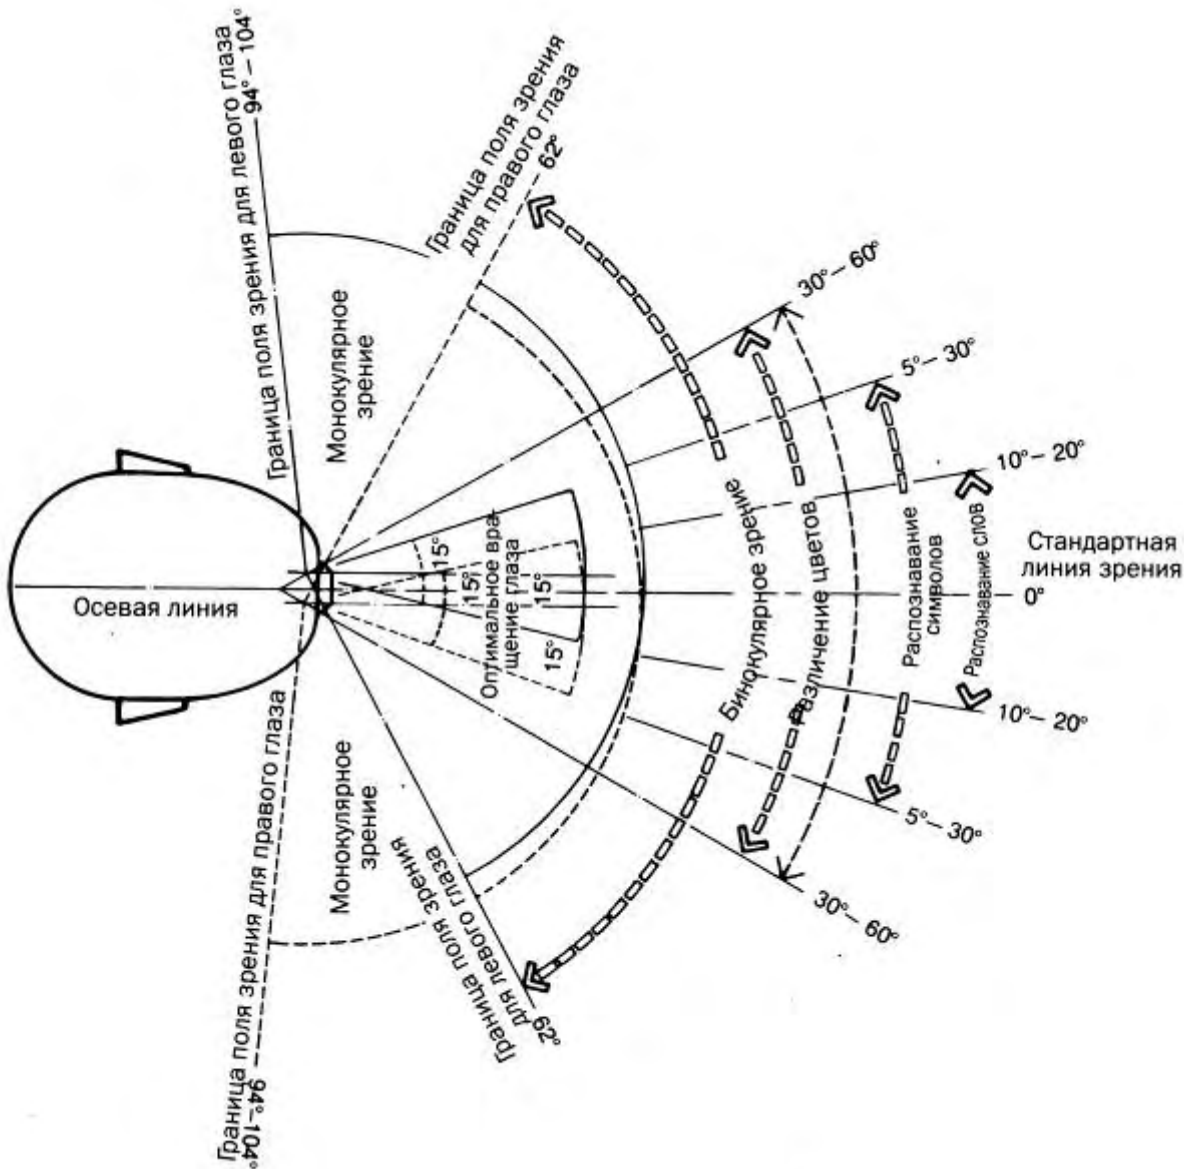 Граница поля зрения для левого глаза
94° – 104°
Граница поля зрения
для правого глаза
62°
Монокулярное
зрение
30° – 60°
5° – 30°
10° – 20°
Стандартная
линия зрения
0°
Осевая линия
15°
15°
15°
15°
Оптимальное вра-
щение глаза
Бинокулярное зрение
Различение цветов
Распознавание
символов
Распознавание слов
10° – 20°
5° – 30°
30° – 60°
Монокулярное
зрение
Граница поля зрения
для левого глаза
62°
Граница поля зрения для правого глаза
94°–104°